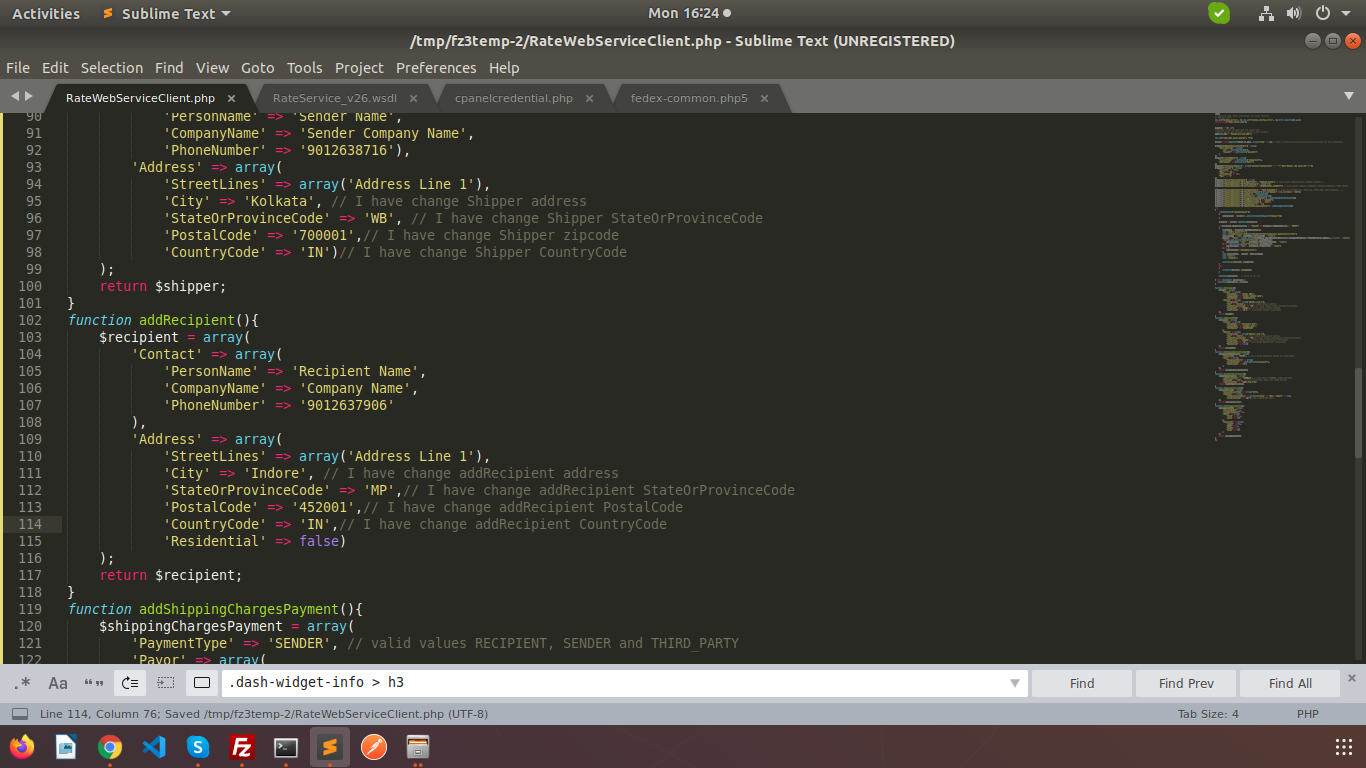 Activities Sublime Text Mon 16:24
/tmp/fz3temp-2/RateWebServiceClient.php - Sublime Text (UNREGISTERED)
File Edit Selection Find View Goto Tools Project Preferences Help
RateWebServiceClient.php × RateService_v26.wsdl × cpanelcredential.php × fedex-common.php5 ×
90 'PersonName' => 'Sender Name',
91 'CompanyName' => 'Sender Company Name',
92 'PhoneNumber' => '9012638716'),
93 'Address' => array(
94 'StreetLines' => array('Address Line 1'),
95 'City' => 'Kolkata', // I have change Shipper address
96 'StateOrProvinceCode' => 'WB', // I have change Shipper StateOrProvinceCode
97 'PostalCode' => '700001',// I have change Shipper zipcode
98 'CountryCode' => 'IN')// I have change Shipper CountryCode
99 );
100 return $shipper;
101 }
102 function addRecipient(){
103 $recipient = array(
104 'Contact' => array(
105 'PersonName' => 'Recipient Name',
106 'CompanyName' => 'Company Name',
107 'PhoneNumber' => '9012637906'
108 ),
109 'Address' => array(
110 'StreetLines' => array('Address Line 1'),
111 'City' => 'Indore', // I have change addRecipient address
112 'StateOrProvinceCode' => 'MP',// I have change addRecipient StateOrProvinceCode
113 'PostalCode' => '452001',// I have change addRecipient PostalCode
114 'CountryCode' => 'IN',// I have change addRecipient CountryCode
115 'Residential' => false)
116 );
117 return $recipient;
118 }
119 function addShippingChargesPayment(){
120 $shippingChargesPayment = array(
121 'PaymentType' => 'SENDER', // valid values RECIPIENT, SENDER and THIRD_PARTY
122 'Payor' => array(
.* Aa “” .dash-widget-info > h3 Find Find Prev Find All ×
Line 114, Column 76; Saved /tmp/fz3temp-2/RateWebServiceClient.php (UTF-8) Tab Size: 4 PHP